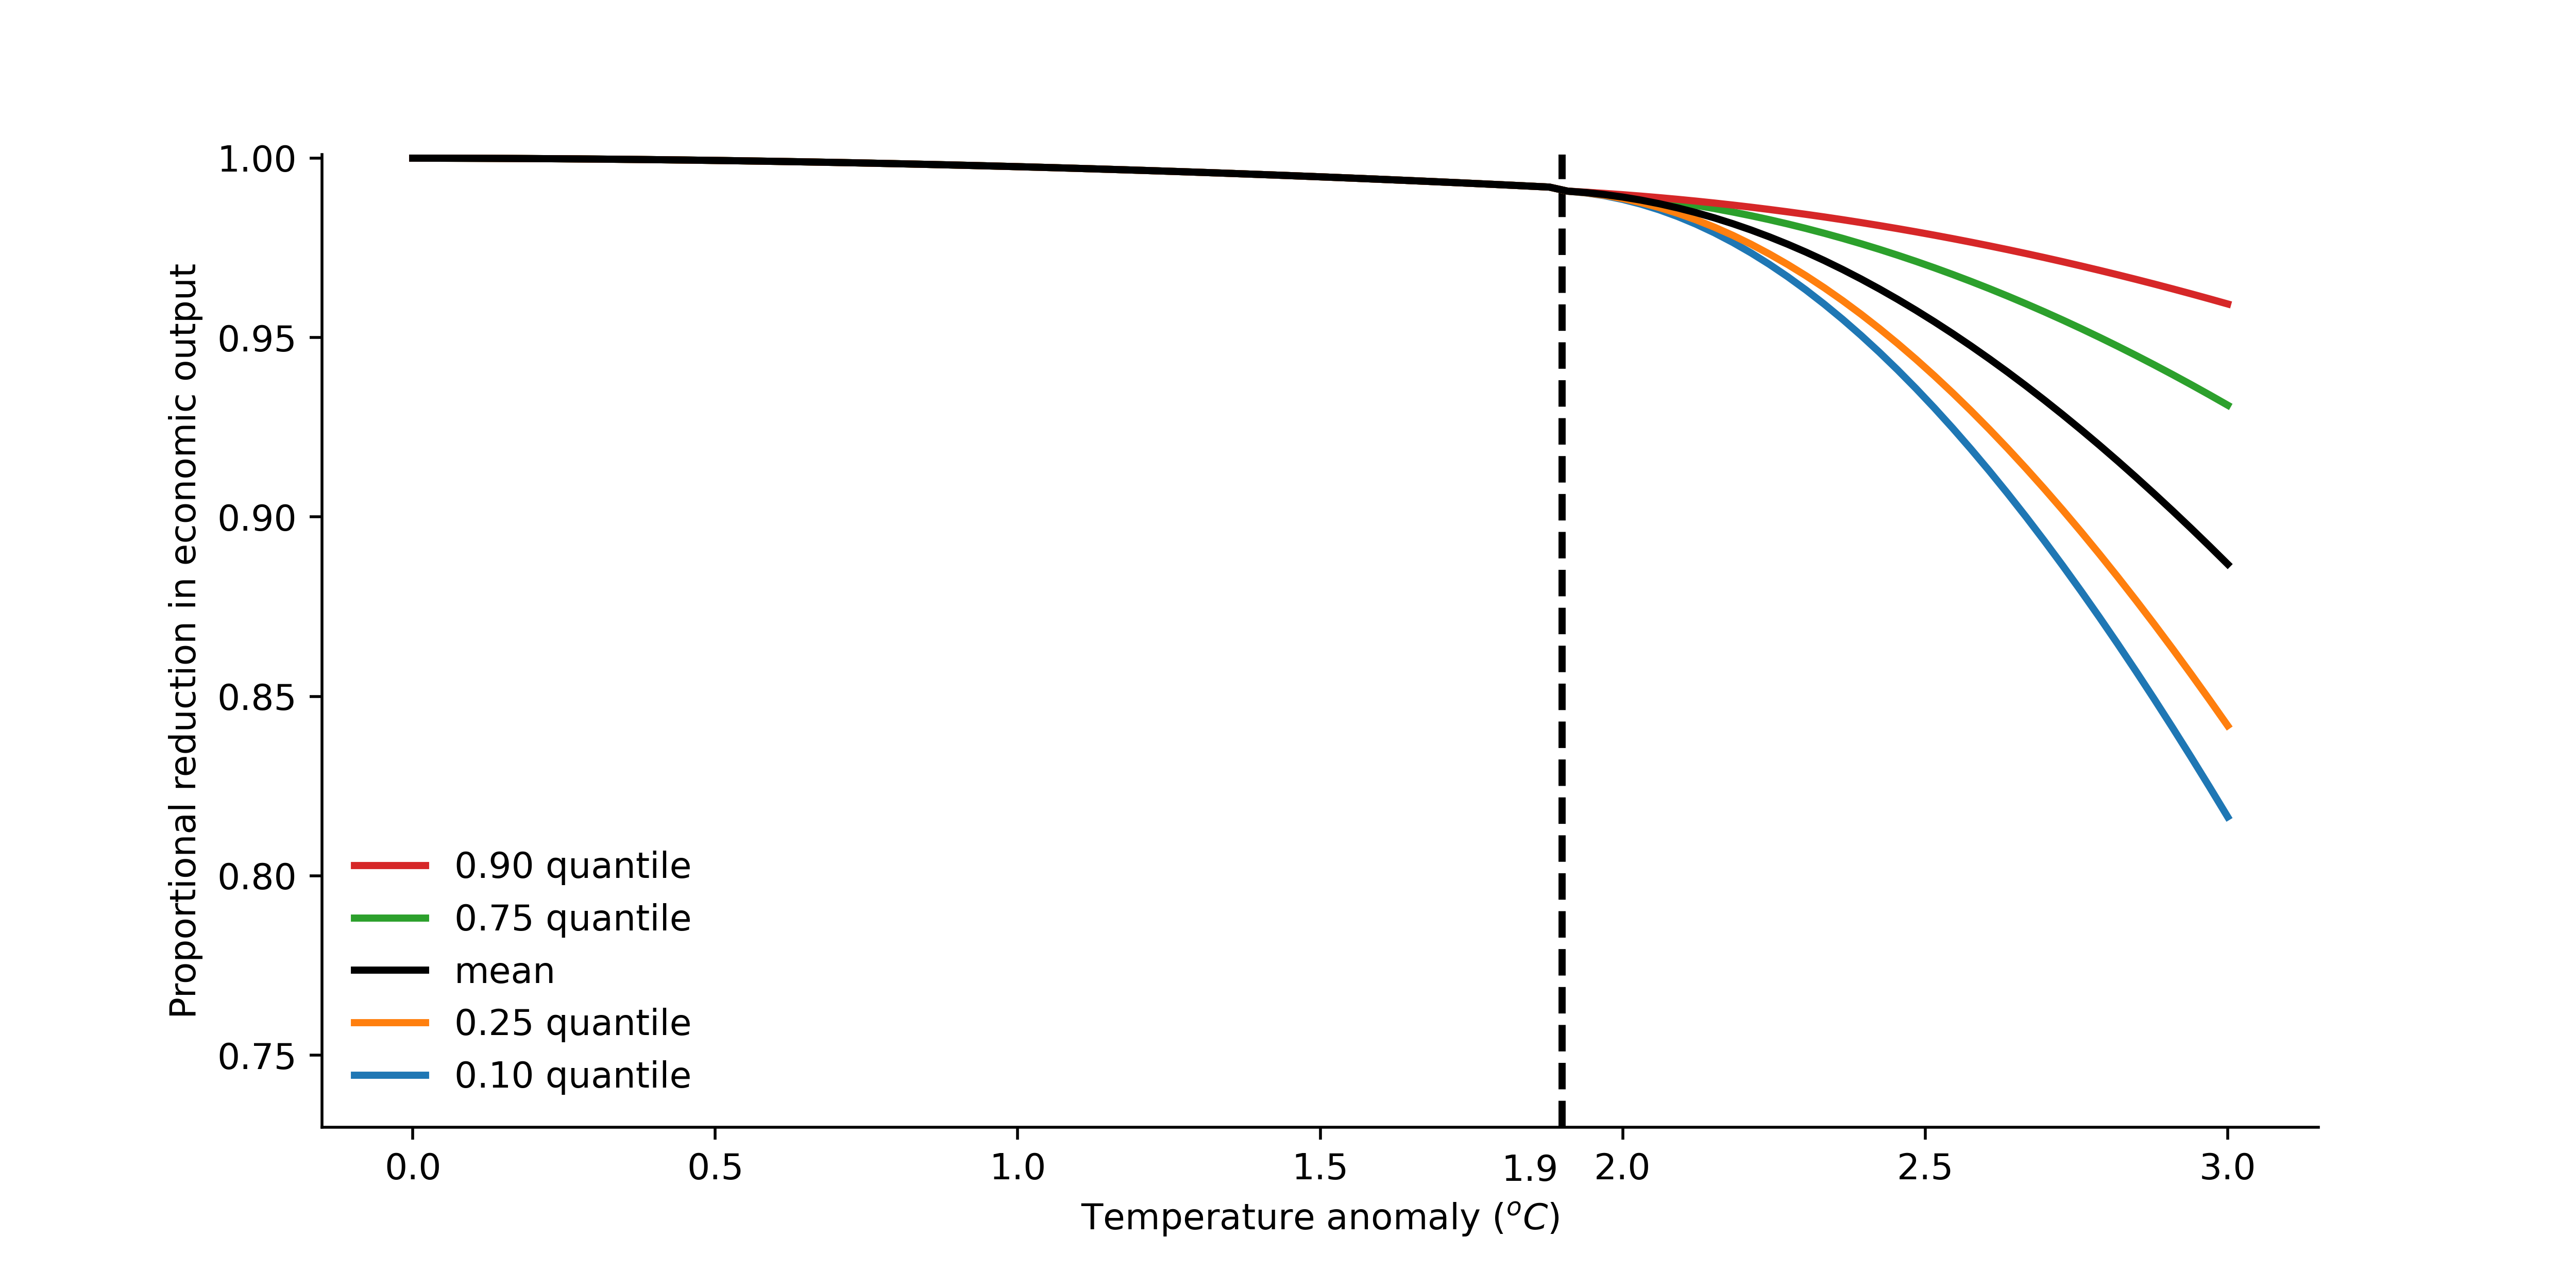 1.00
0.95
0.90
0.85
0.80
0.75
Proportional reduction in economic output
0.90 quantile
0.75 quantile
mean
0.25 quantile
0.10 quantile
0.0 0.5 1.0 1.5 1.9 2.0 2.5 3.0
Temperature anomaly (°C)